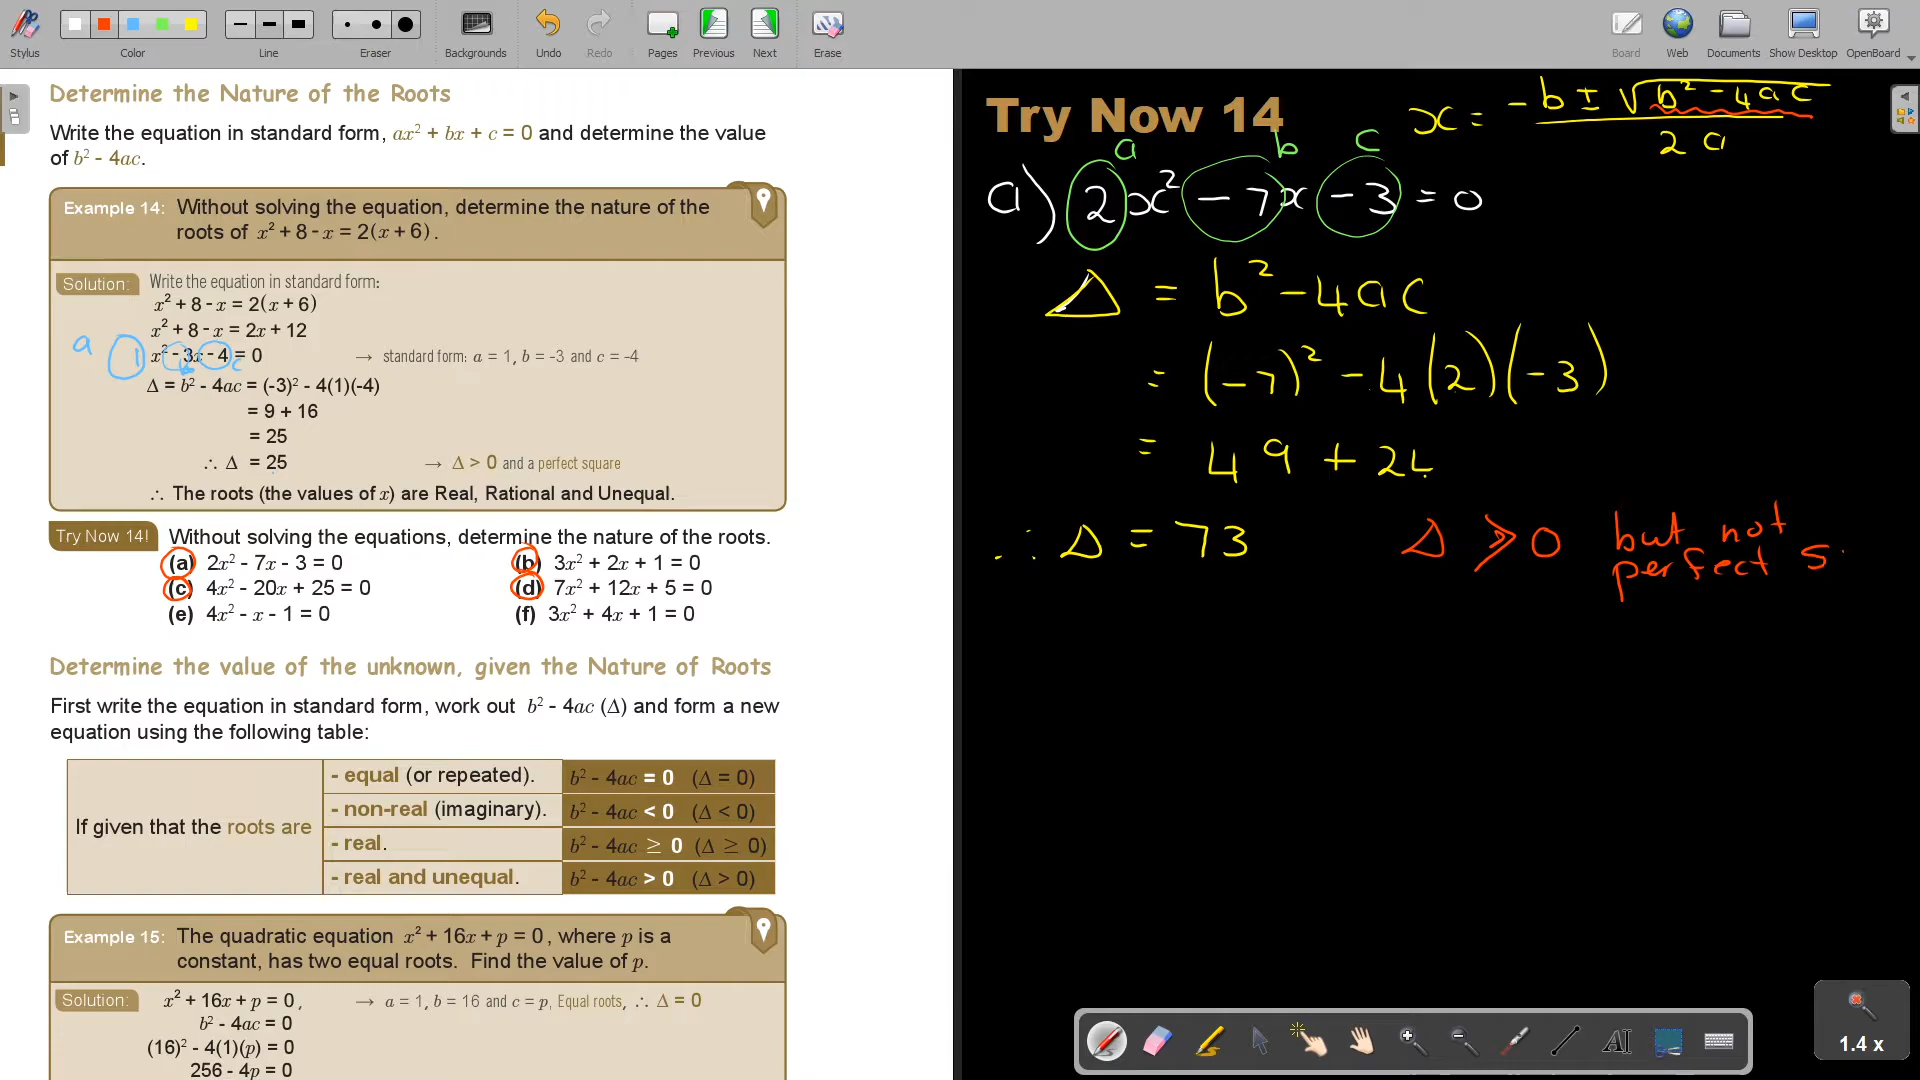 Stylus
Color
Line
Eraser
Backgrounds
Undo
Redo
Pages
Previous
Next
Erase
Board
Web
Documents
Show Desktop
OpenBoard
Determine the Nature of the Roots
Write the equation in standard form, ax² + bx + c = 0 and determine the value
of b² - 4ac.
Example 14: Without solving the equation, determine the nature of the
roots of x² + 8 - x = 2(x + 6).
Solution: Write the equation in standard form:
x² + 8 - x = 2(x + 6)
x² + 8 - x = 2x + 12
a 1 x² - 3x - 4 = 0 → standard form: a = 1, b = -3 and c = -4
b c
Δ = b² - 4ac = (-3)² - 4(1)(-4)
= 9 + 16
= 25
∴ Δ = 25 → Δ > 0 and a perfect square
∴ The roots (the values of x) are Real, Rational and Unequal.
Try Now 14! Without solving the equations, determine the nature of the roots.
(a) 2x² - 7x - 3 = 0 (b) 3x² + 2x + 1 = 0
(c) 4x² - 20x + 25 = 0 (d) 7x² + 12x + 5 = 0
(e) 4x² - x - 1 = 0 (f) 3x² + 4x + 1 = 0
Determine the value of the unknown, given the Nature of Roots
First write the equation in standard form, work out b² - 4ac (Δ) and form a new
equation using the following table:
If given that the roots are
- equal (or repeated). b² - 4ac = 0 (Δ = 0)
- non-real (imaginary). b² - 4ac < 0 (Δ < 0)
- real. b² - 4ac ≥ 0 (Δ ≥ 0)
- real and unequal. b² - 4ac > 0 (Δ > 0)
Example 15: The quadratic equation x² + 16x + p = 0, where p is a
constant, has two equal roots. Find the value of p.
Solution: x² + 16x + p = 0, → a = 1, b = 16 and c = p, Equal roots, ∴ Δ = 0
b² - 4ac = 0
(16)² - 4(1)(p) = 0
256 - 4p = 0
Try Now 14
x = -b ± √b² - 4ac
2a
a b c
a) 2x² - 7x - 3 = 0
Δ = b² - 4ac
= (-7)² - 4(2)(-3)
= 49 + 24
∴ Δ = 73 Δ > 0 but not
perfect s
AI
1.4 x